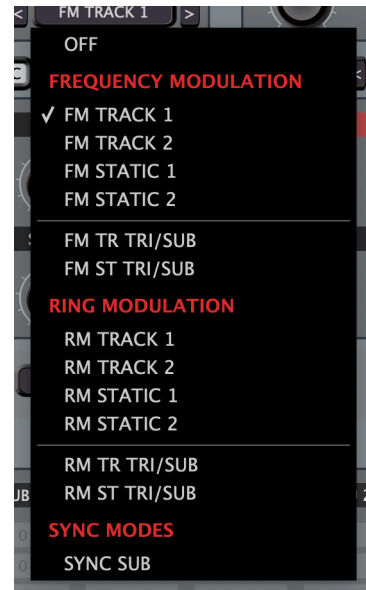 < FM TRACK 1 >
OFF
FREQUENCY MODULATION
✓ FM TRACK 1
FM TRACK 2
FM STATIC 1
FM STATIC 2
FM TR TRI/SUB
FM ST TRI/SUB
RING MODULATION
RM TRACK 1
RM TRACK 2
RM STATIC 1
RM STATIC 2
RM TR TRI/SUB
RM ST TRI/SUB
SYNC MODES
SYNC SUB